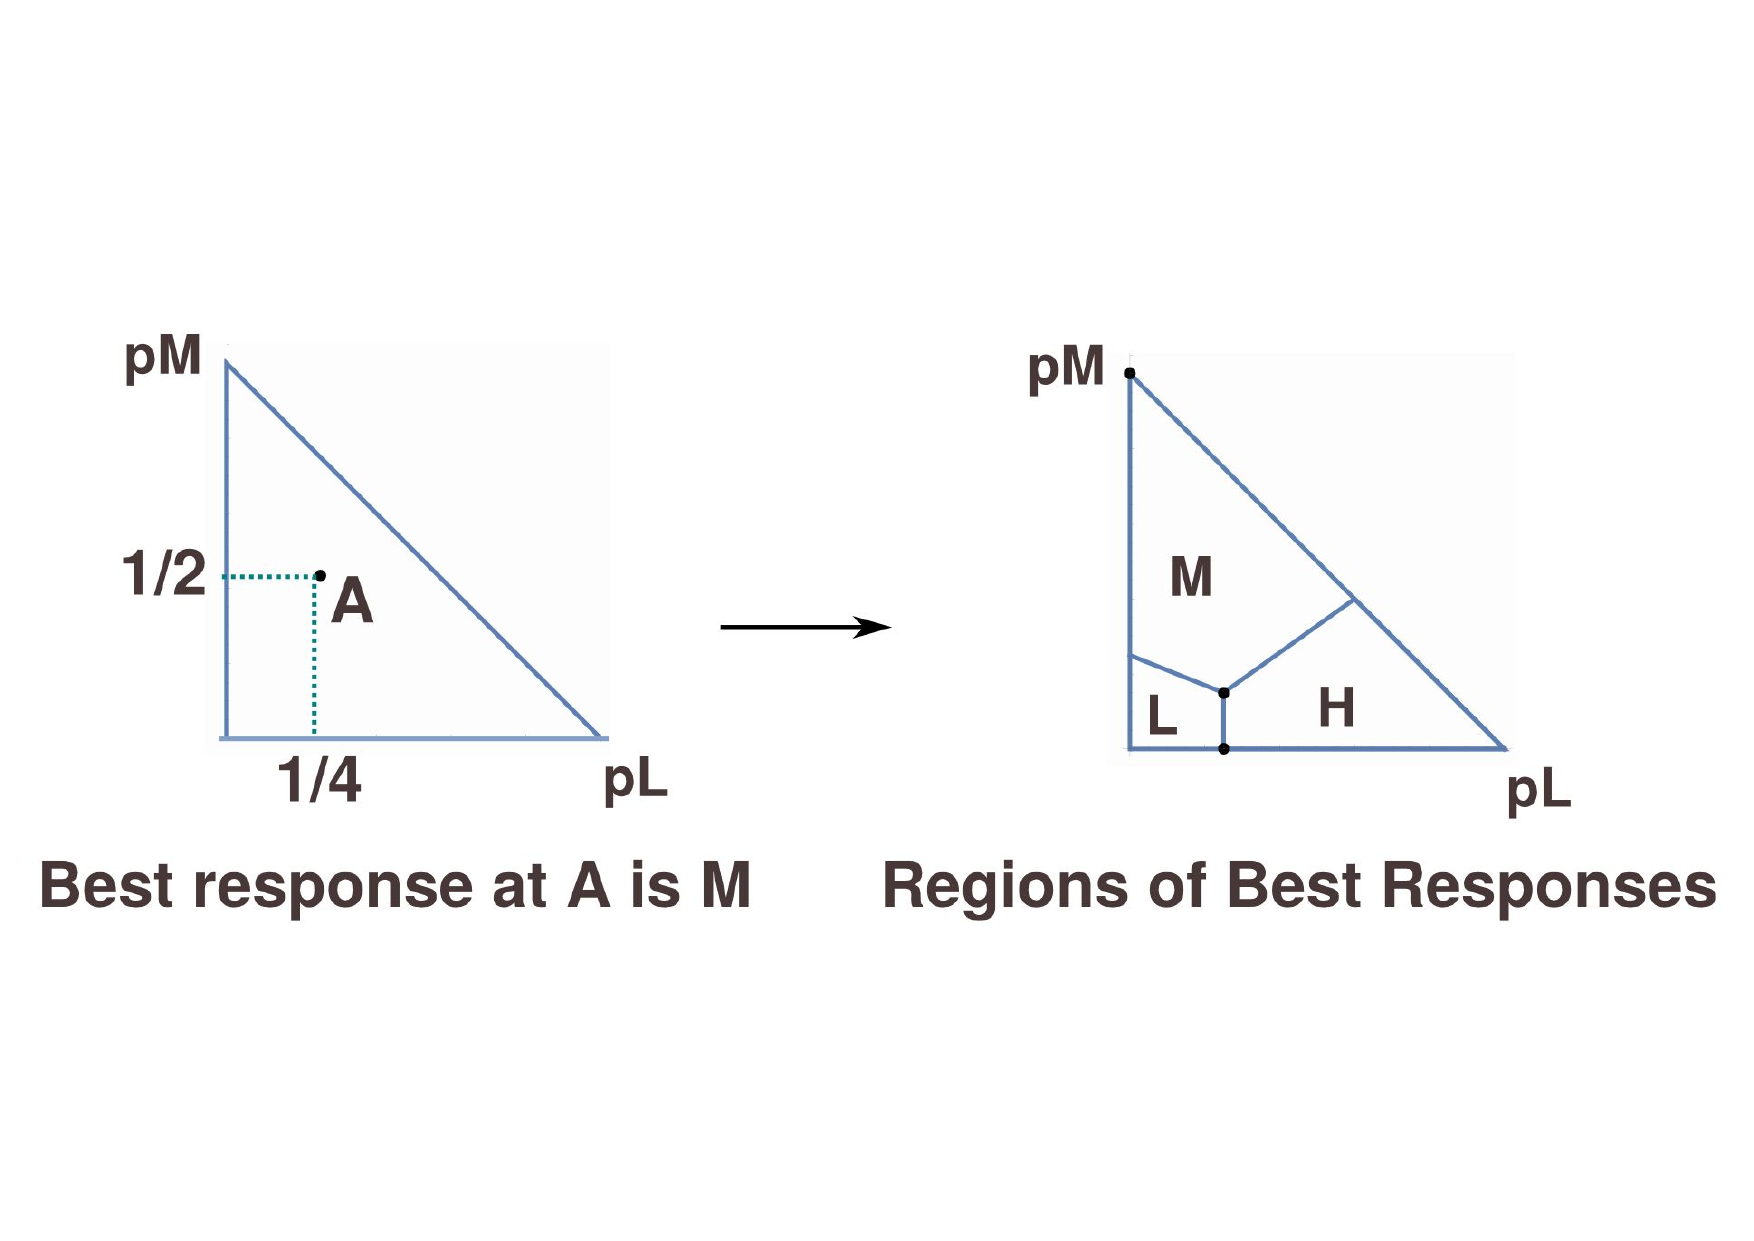 pM
1/2
A
1/4
pL
Best response at A is M
pM
M
L
H
pL
Regions of Best Responses